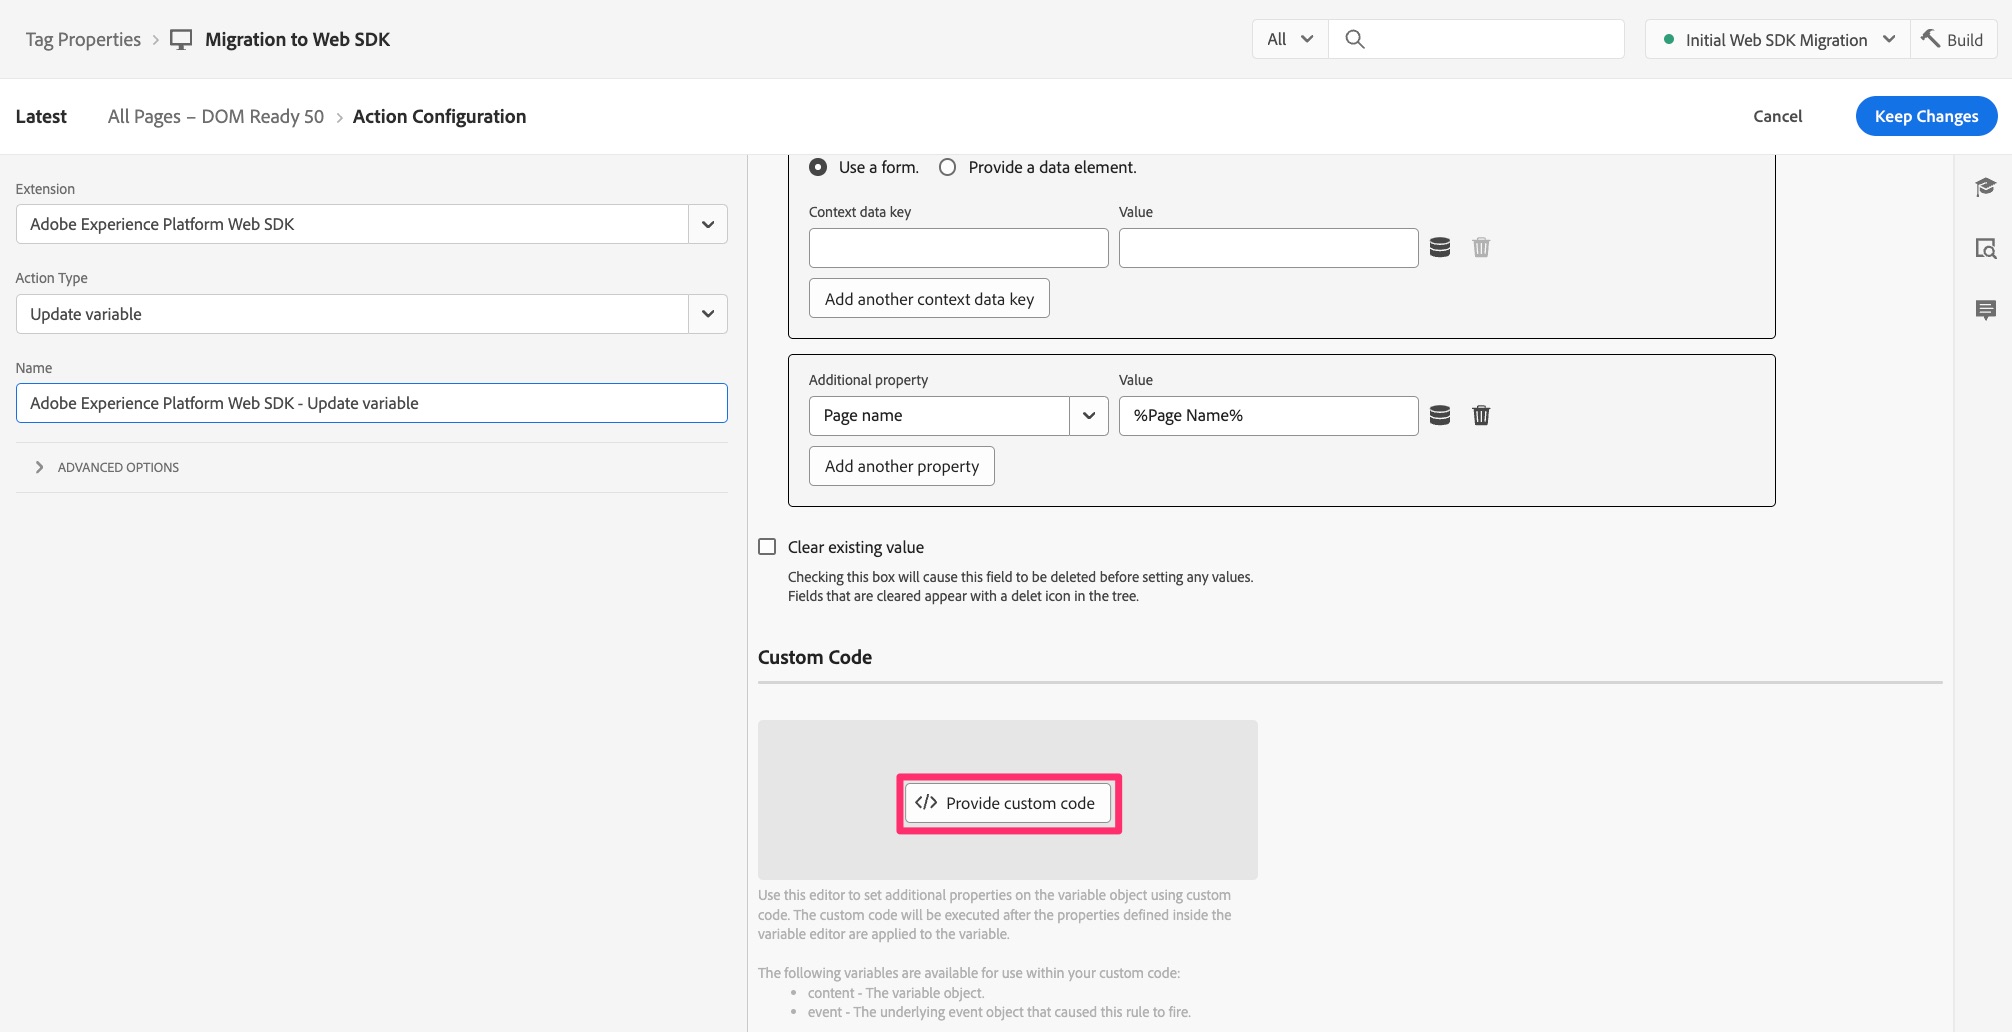 Tag Properties > Migration to Web SDK
All
Initial Web SDK Migration
Build
Latest
All Pages – DOM Ready 50 > Action Configuration
Cancel
Keep Changes
Extension
Adobe Experience Platform Web SDK
Action Type
Update variable
Name
Adobe Experience Platform Web SDK - Update variable
ADVANCED OPTIONS
Use a form.
Provide a data element.
Context data key
Value
Add another context data key
Additional property
Value
Page name
%Page Name%
Add another property
Clear existing value
Checking this box will cause this field to be deleted before setting any values.
Fields that are cleared appear with a delet icon in the tree.
Custom Code
</> Provide custom code
Use this editor to set additional properties on the variable object using custom
code. The custom code will be executed after the properties defined inside the
variable editor are applied to the variable.
The following variables are available for use within your custom code:
• content - The variable object.
• event - The underlying event object that caused this rule to fire.